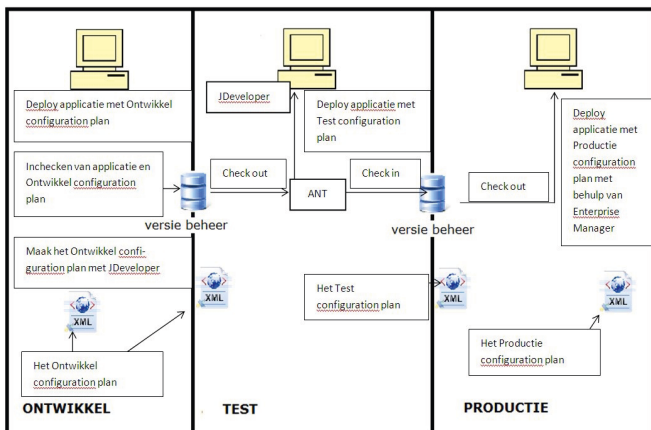 Deploy applicatie met Ontwikkel
configuration plan
Inchecken van applicatie en
Ontwikkel configuration
plan
versie beheer
Maak het Ontwikkel confi-
guration plan met JDeveloper
XML
Het Ontwikkel
configuration plan
ONTWIKKEL
JDeveloper
Deploy applicatie met
Test configuration
plan
Check out
ANT
Check in
versie beheer
XML
Het Test
configuration plan
XML
TEST
Check out
Deploy
applicatie met
Productie
configuration
plan met
behulp van
Enterprise
Manager
XML
Het Productie
configuration plan
PRODUCTIE